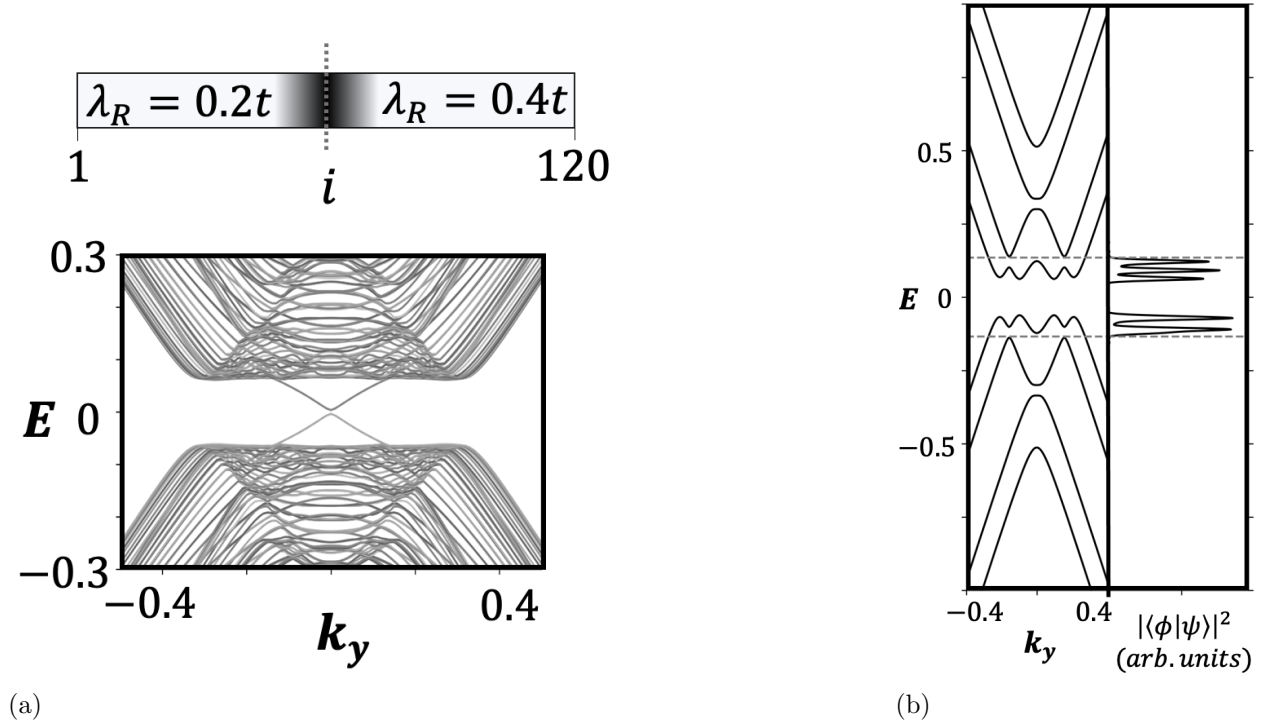 λ_R = 0.2t
λ_R = 0.4t
1
i
120
0.3
E 0
−0.3
−0.4
0.4
k_y
(a)
0.5
E 0
−0.5
−0.4
0.4
k_y
|⟨ϕ|ψ⟩|²
(arb.units)
(b)